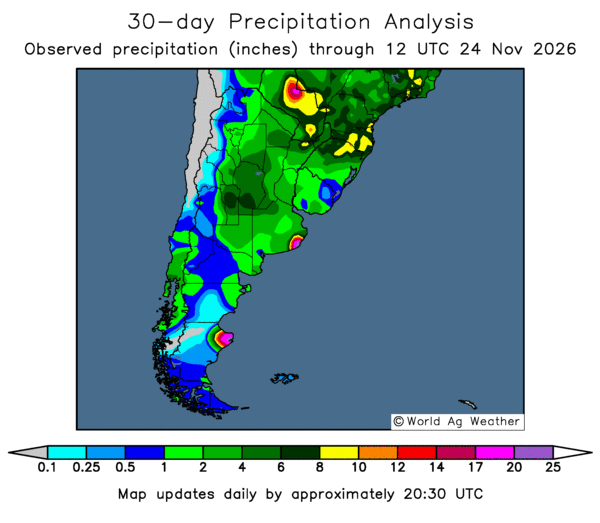 30-day Precipitation Analysis
Observed precipitation (inches) through 12 UTC 24 Nov 2026
© World Ag Weather
0.1 0.25 0.5 1 2 4 6 8 10 12 14 17 20 25
Map updates daily by approximately 20:30 UTC